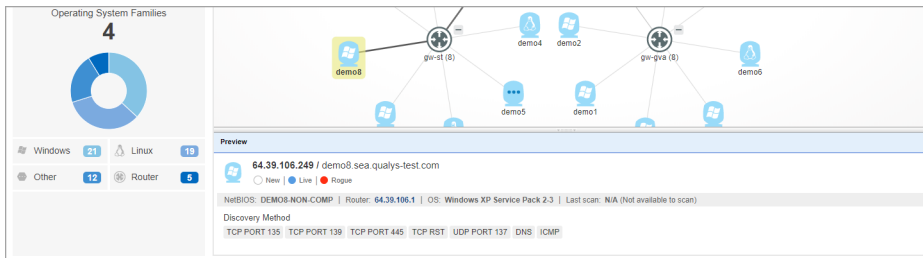 Operating System Families
4
Windows 21 Linux 19
Other 12 Router 5
demo8
gw-st (8)
demo4
demo2
gw-gva (8)
demo6
demo5
demo1
Preview
64.39.106.249 / demo8.sea.qualys-test.com
New | Live | Rogue
NetBIOS: DEMO8-NON-COMP | Router: 64.39.106.1 | OS: Windows XP Service Pack 2-3 | Last scan: N/A (Not available to scan)
Discovery Method
TCP PORT 135 TCP PORT 139 TCP PORT 445 TCP RST UDP PORT 137 DNS ICMP